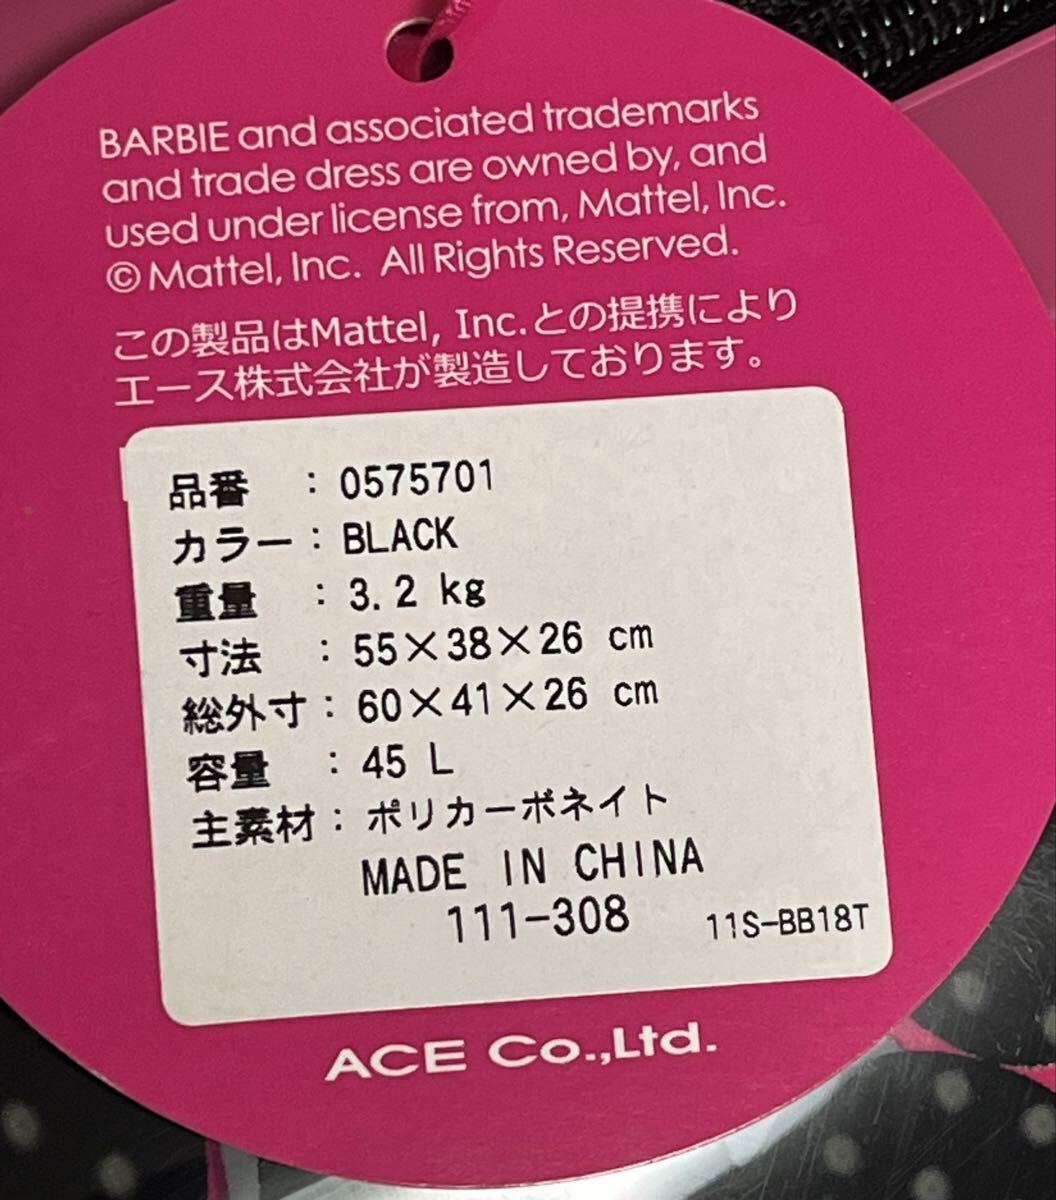 BARBIE and associated trademarks
and trade dress are owned by, and
used under license from, Mattel, Inc.
© Mattel, Inc. All Rights Reserved.
この製品はMattel, Inc.との提携により
エース株式会社が製造しております。
品番 : 0575701
カラー : BLACK
重量 : 3.2 kg
寸法 : 55×38×26 cm
総外寸 : 60×41×26 cm
容量 : 45 L
主素材 : ポリカーボネイト
MADE IN CHINA
111-308 11S-BB18T
ACE Co.,Ltd.